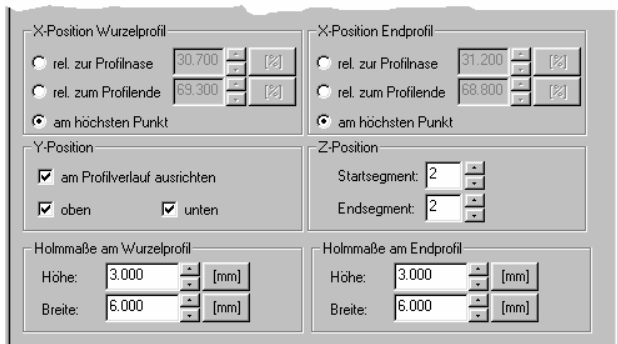 X-Position Wurzelprofil
rel. zur Profilnase 30.700 [%]
rel. zum Profilende 69.300 [%]
am höchsten Punkt
X-Position Endprofil
rel. zur Profilnase 31.200 [%]
rel. zum Profilende 68.800 [%]
am höchsten Punkt
Y-Position
am Profilverlauf ausrichten
oben unten
Z-Position
Startsegment: 2
Endsegment: 2
Holmmaße am Wurzelprofil
Höhe: 3.000 [mm]
Breite: 6.000 [mm]
Holmmaße am Endprofil
Höhe: 3.000 [mm]
Breite: 6.000 [mm]